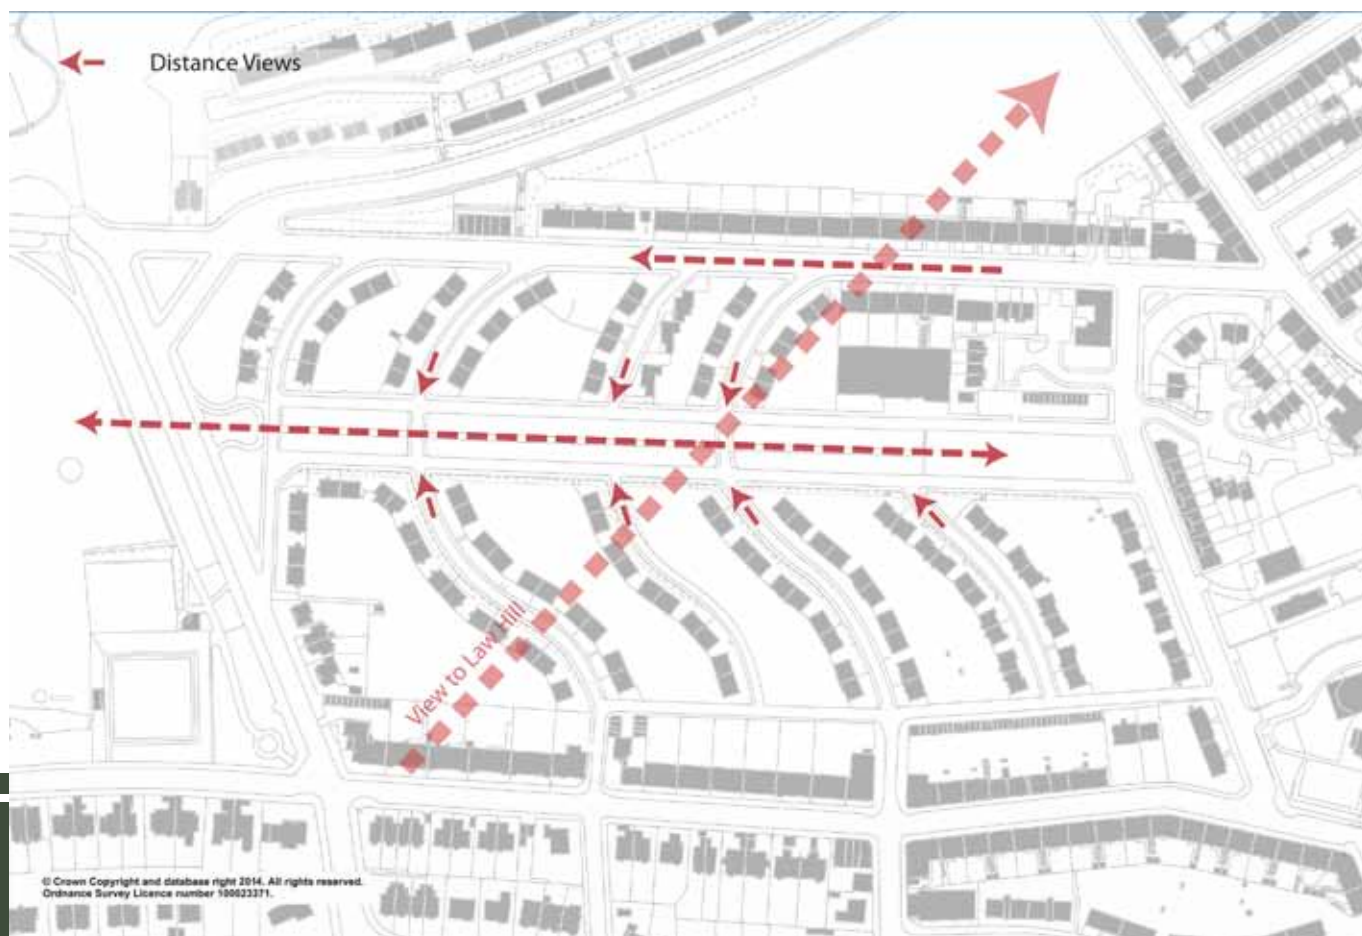 Distance Views
View to Law Hill
© Crown Copyright and database right 2014. All rights reserved.
Ordnance Survey Licence number 100023371.